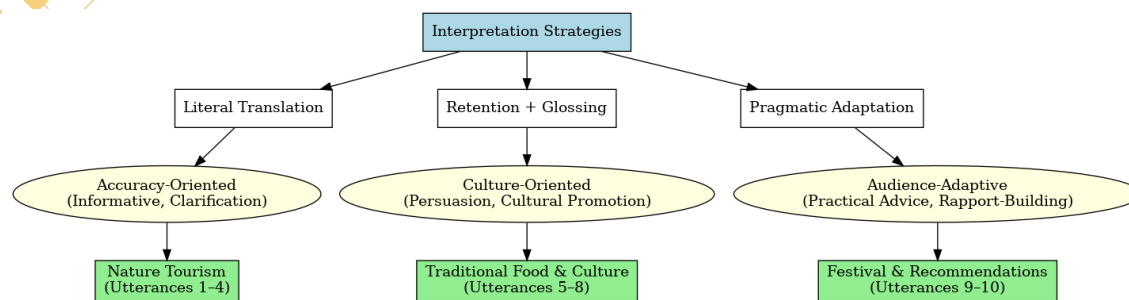 Interpretation Strategies
Literal Translation
Retention + Glossing
Pragmatic Adaptation
Accuracy-Oriented
(Informative, Clarification)
Culture-Oriented
(Persuasion, Cultural Promotion)
Audience-Adaptive
(Practical Advice, Rapport-Building)
Nature Tourism
(Utterances 1–4)
Traditional Food & Culture
(Utterances 5–8)
Festival & Recommendations
(Utterances 9–10)